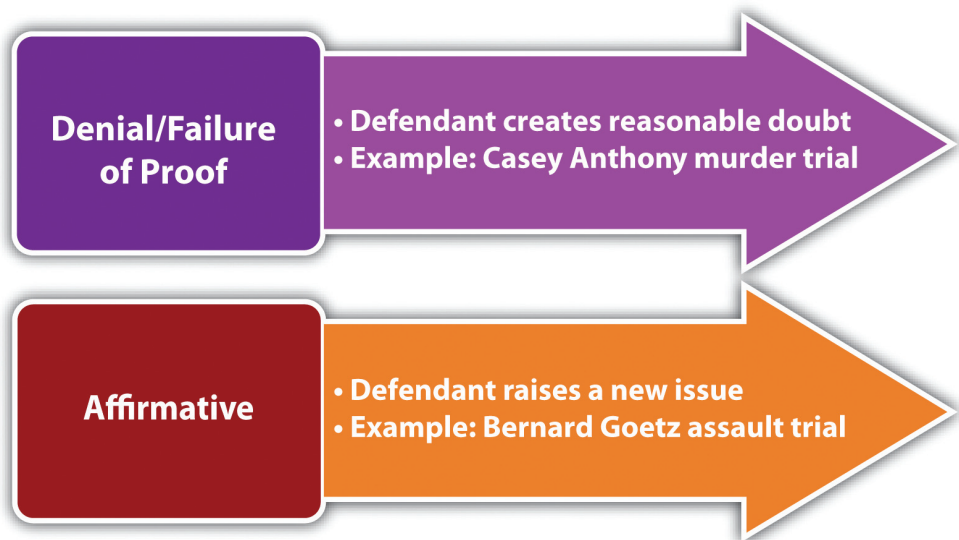 Denial/Failure
of Proof
• Defendant creates reasonable doubt
• Example: Casey Anthony murder trial
Affirmative
• Defendant raises a new issue
• Example: Bernard Goetz assault trial